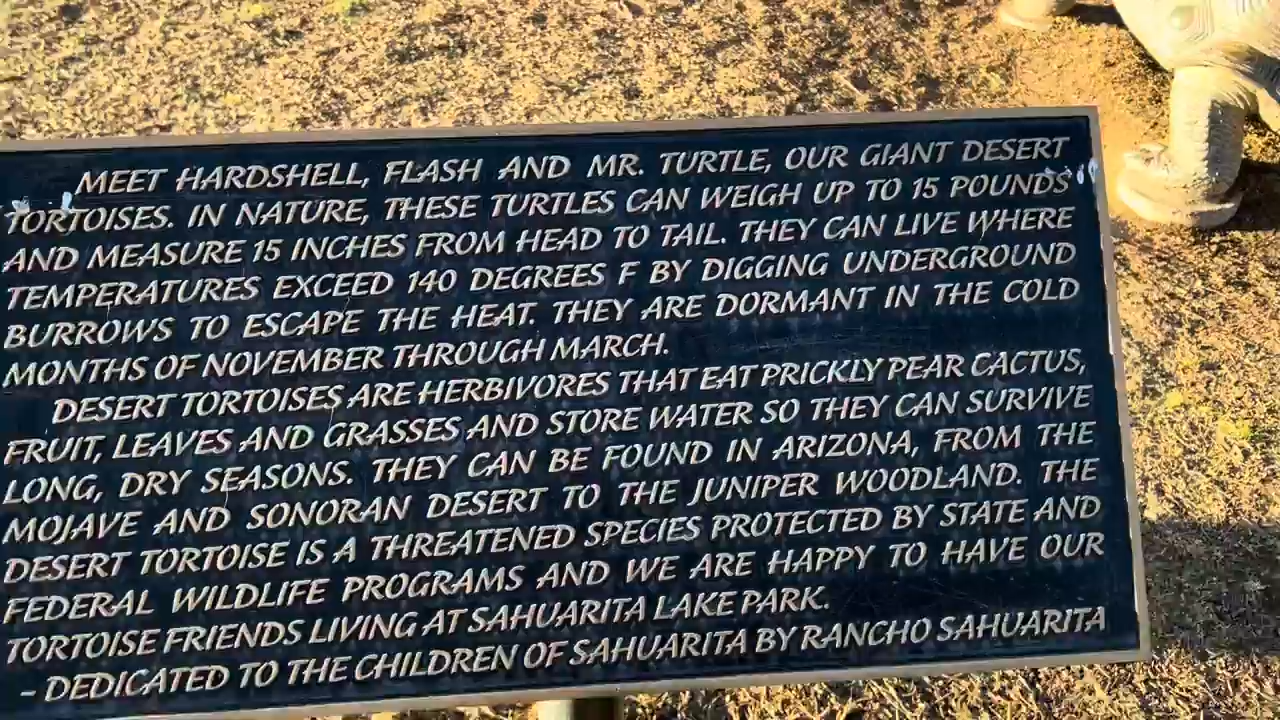 MEET HARDSHELL, FLASH AND MR. TURTLE, OUR GIANT DESERT
TORTOISES. IN NATURE, THESE TURTLES CAN WEIGH UP TO 15 POUNDS
AND MEASURE 15 INCHES FROM HEAD TO TAIL. THEY CAN LIVE WHERE
TEMPERATURES EXCEED 140 DEGREES F BY DIGGING UNDERGROUND
BURROWS TO ESCAPE THE HEAT. THEY ARE DORMANT IN THE COLD
MONTHS OF NOVEMBER THROUGH MARCH.
DESERT TORTOISES ARE HERBIVORES THAT EAT PRICKLY PEAR CACTUS,
FRUIT, LEAVES AND GRASSES AND STORE WATER SO THEY CAN SURVIVE
LONG, DRY SEASONS. THEY CAN BE FOUND IN ARIZONA, FROM THE
MOJAVE AND SONORAN DESERT TO THE JUNIPER WOODLAND. THE
DESERT TORTOISE IS A THREATENED SPECIES PROTECTED BY STATE AND
FEDERAL WILDLIFE PROGRAMS AND WE ARE HAPPY TO HAVE OUR
TORTOISE FRIENDS LIVING AT SAHUARITA LAKE PARK.
- DEDICATED TO THE CHILDREN OF SAHUARITA BY RANCHO SAHUARITA